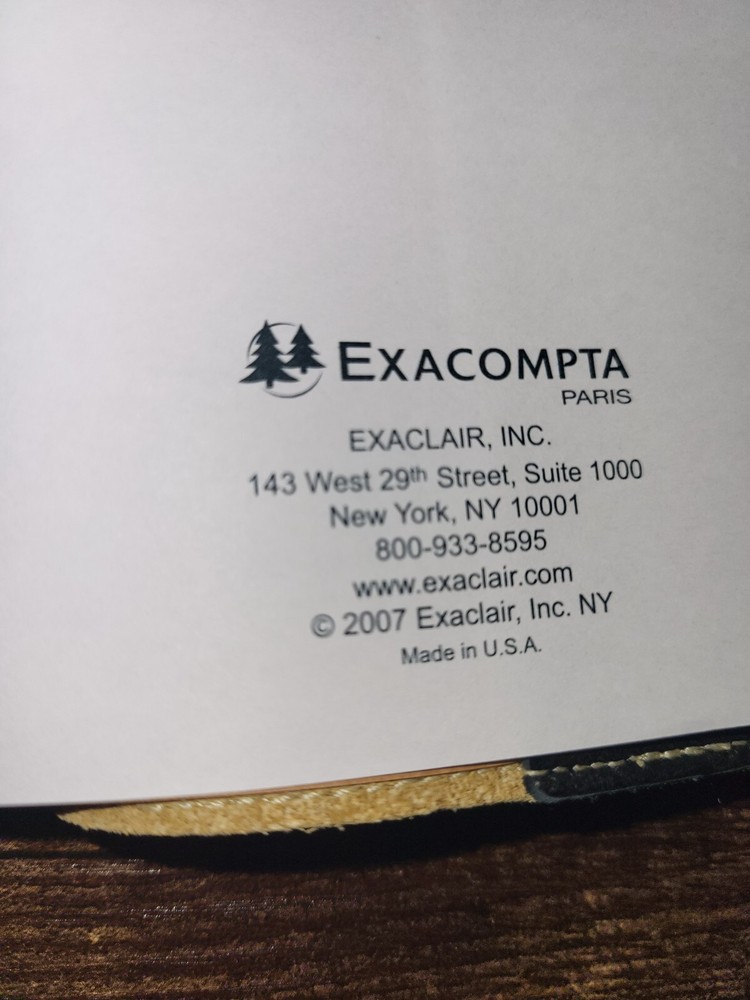 EXACOMPTA
PARIS
EXACLAIR, INC.
143 West 29th Street, Suite 1000
New York, NY 10001
800-933-8595
www.exaclair.com
© 2007 Exaclair, Inc. NY
Made in U.S.A.